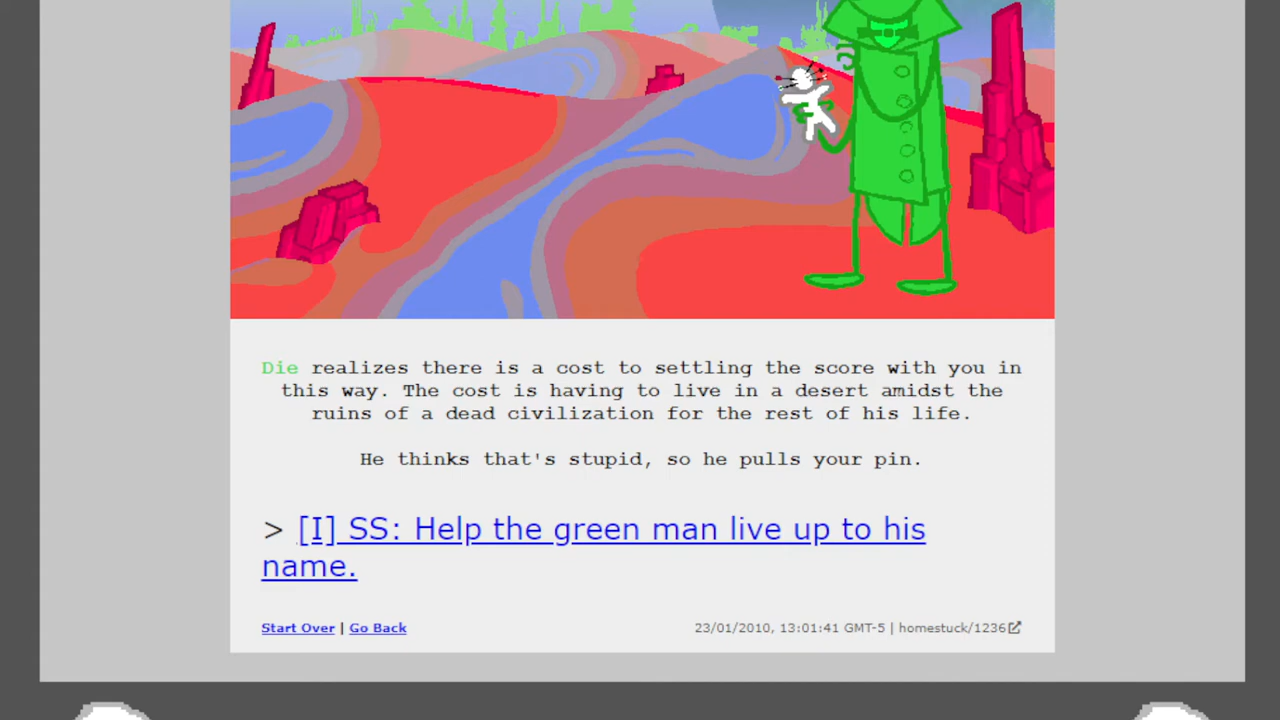 Die realizes there is a cost to settling the score with you in
this way. The cost is having to live in a desert amidst the
ruins of a dead civilization for the rest of his life.
He thinks that's stupid, so he pulls your pin.
> [I] SS: Help the green man live up to his
name.
Start Over | Go Back 23/01/2010, 13:01:41 GMT-5 | homestuck/1236